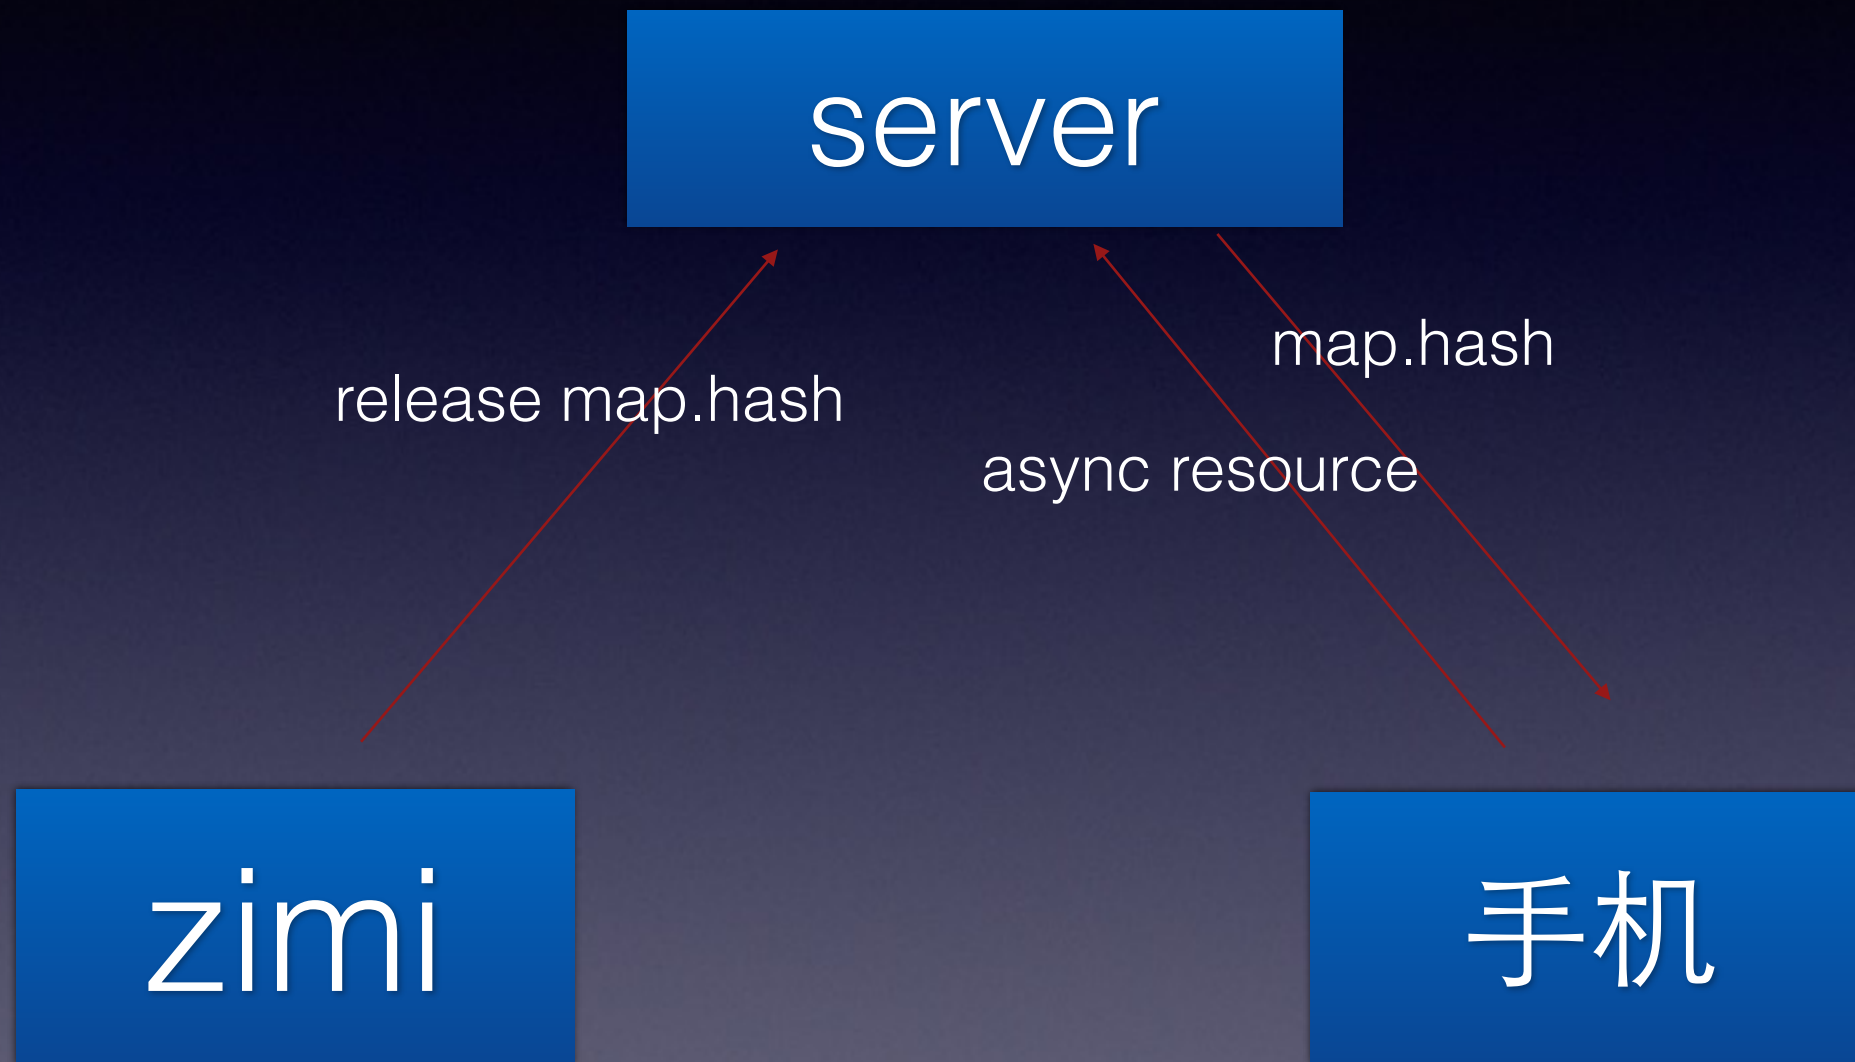 server
map.hash
release map.hash
async resource
zimi
手机